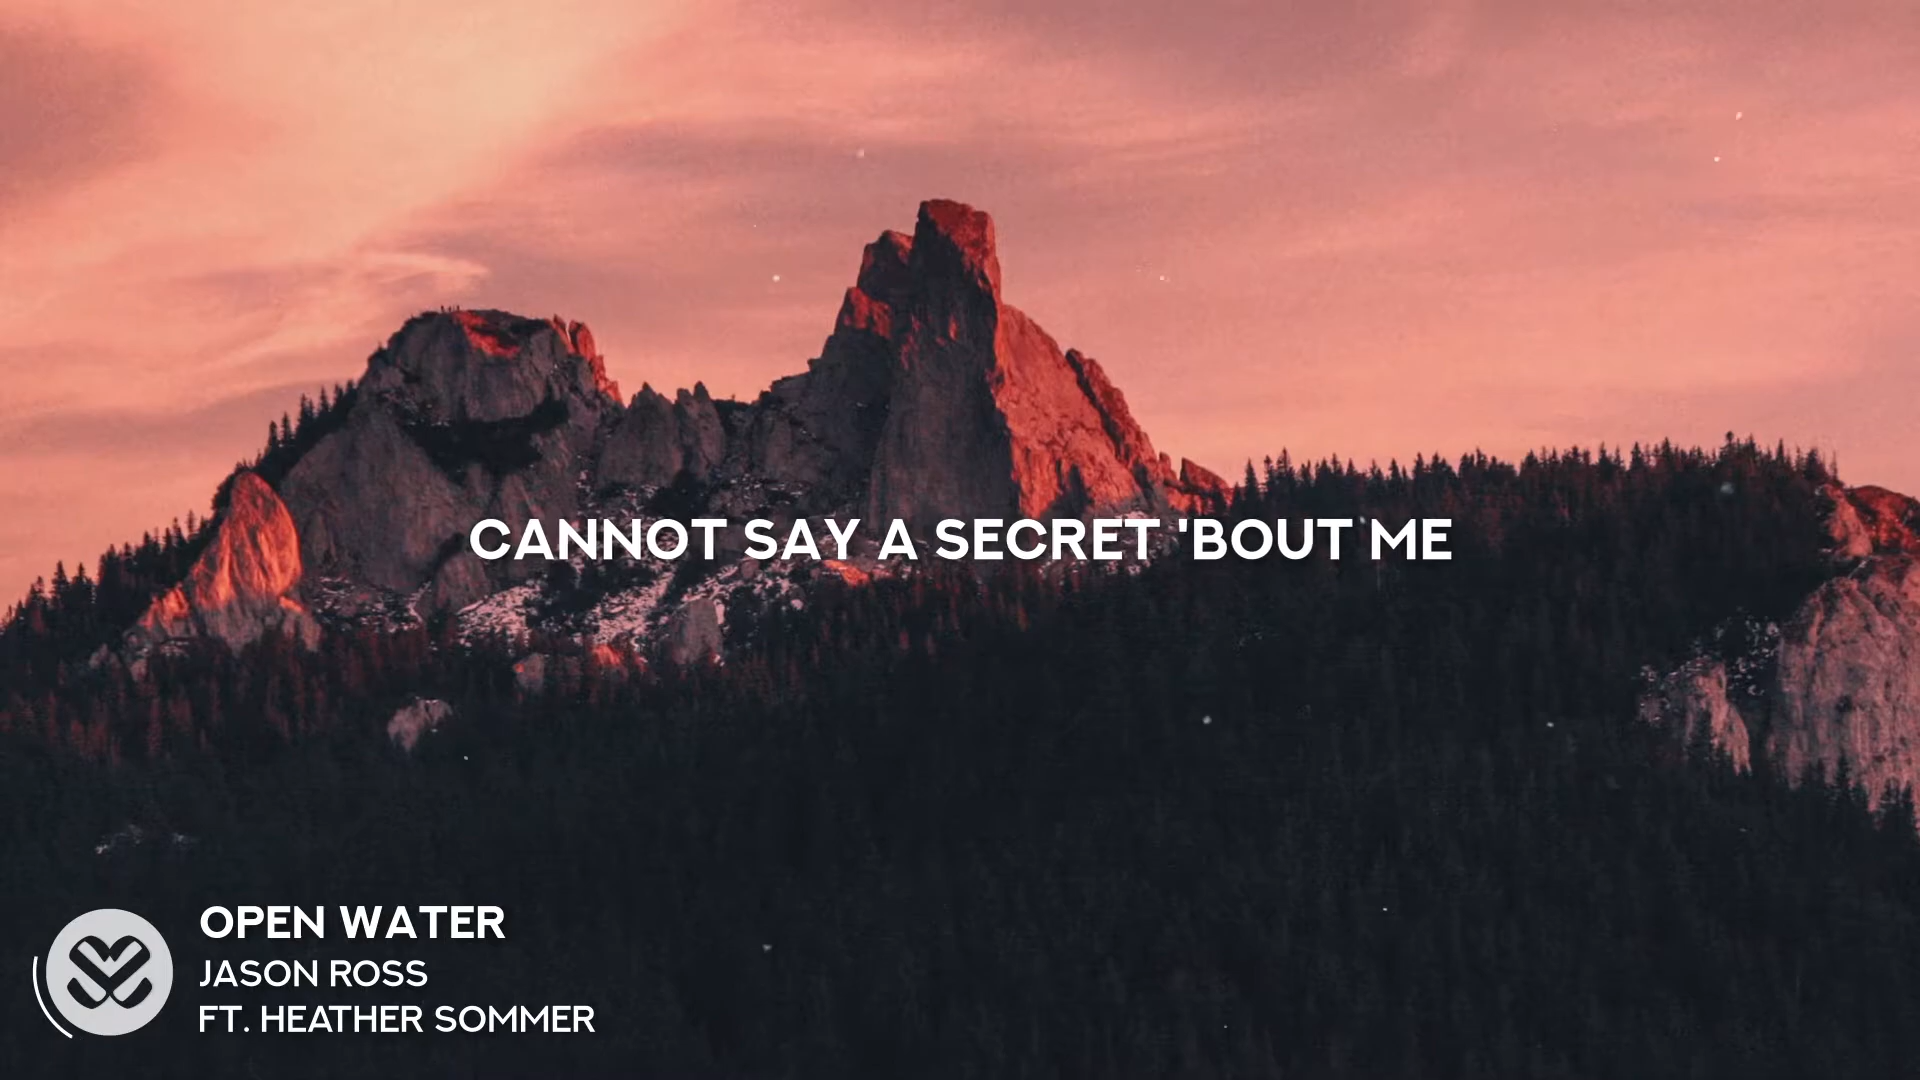 CANNOT SAY A SECRET 'BOUT ME
OPEN WATER
JASON ROSS
FT. HEATHER SOMMER